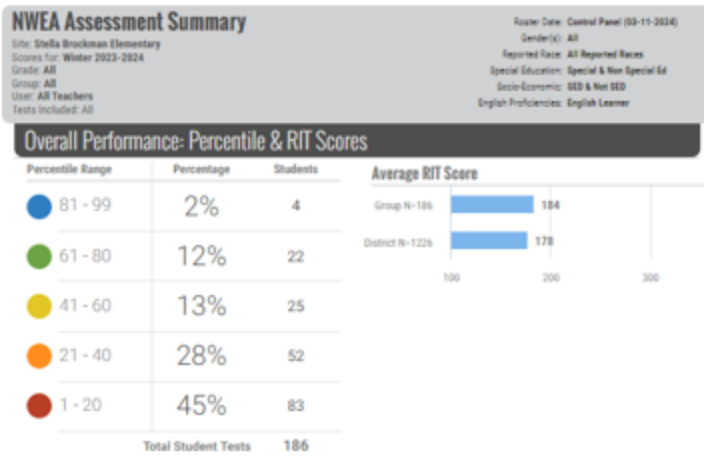 NWEA Assessment Summary
Site: Stella Brockman Elementary
Scores for: Winter 2023-2024
Grade: All
Group: All
User: All Teachers
Tests Included: All
Roster Date: Control Panel (03-11-2024)
Gender(s): All
Reported Race: All Reported Races
Special Education: Special & Non Special Ed
Socio-Economic: SED & Not SED
English Proficiencies: English Learner
Overall Performance: Percentile & RIT Scores
Percentile Range Percentage Students
81 - 99 2% 4
61 - 80 12% 22
41 - 60 13% 25
21 - 40 28% 52
1 - 20 45% 83
Total Student Tests 186
Average RIT Score
Group N=186 184
District N=1226 178
100 200 300